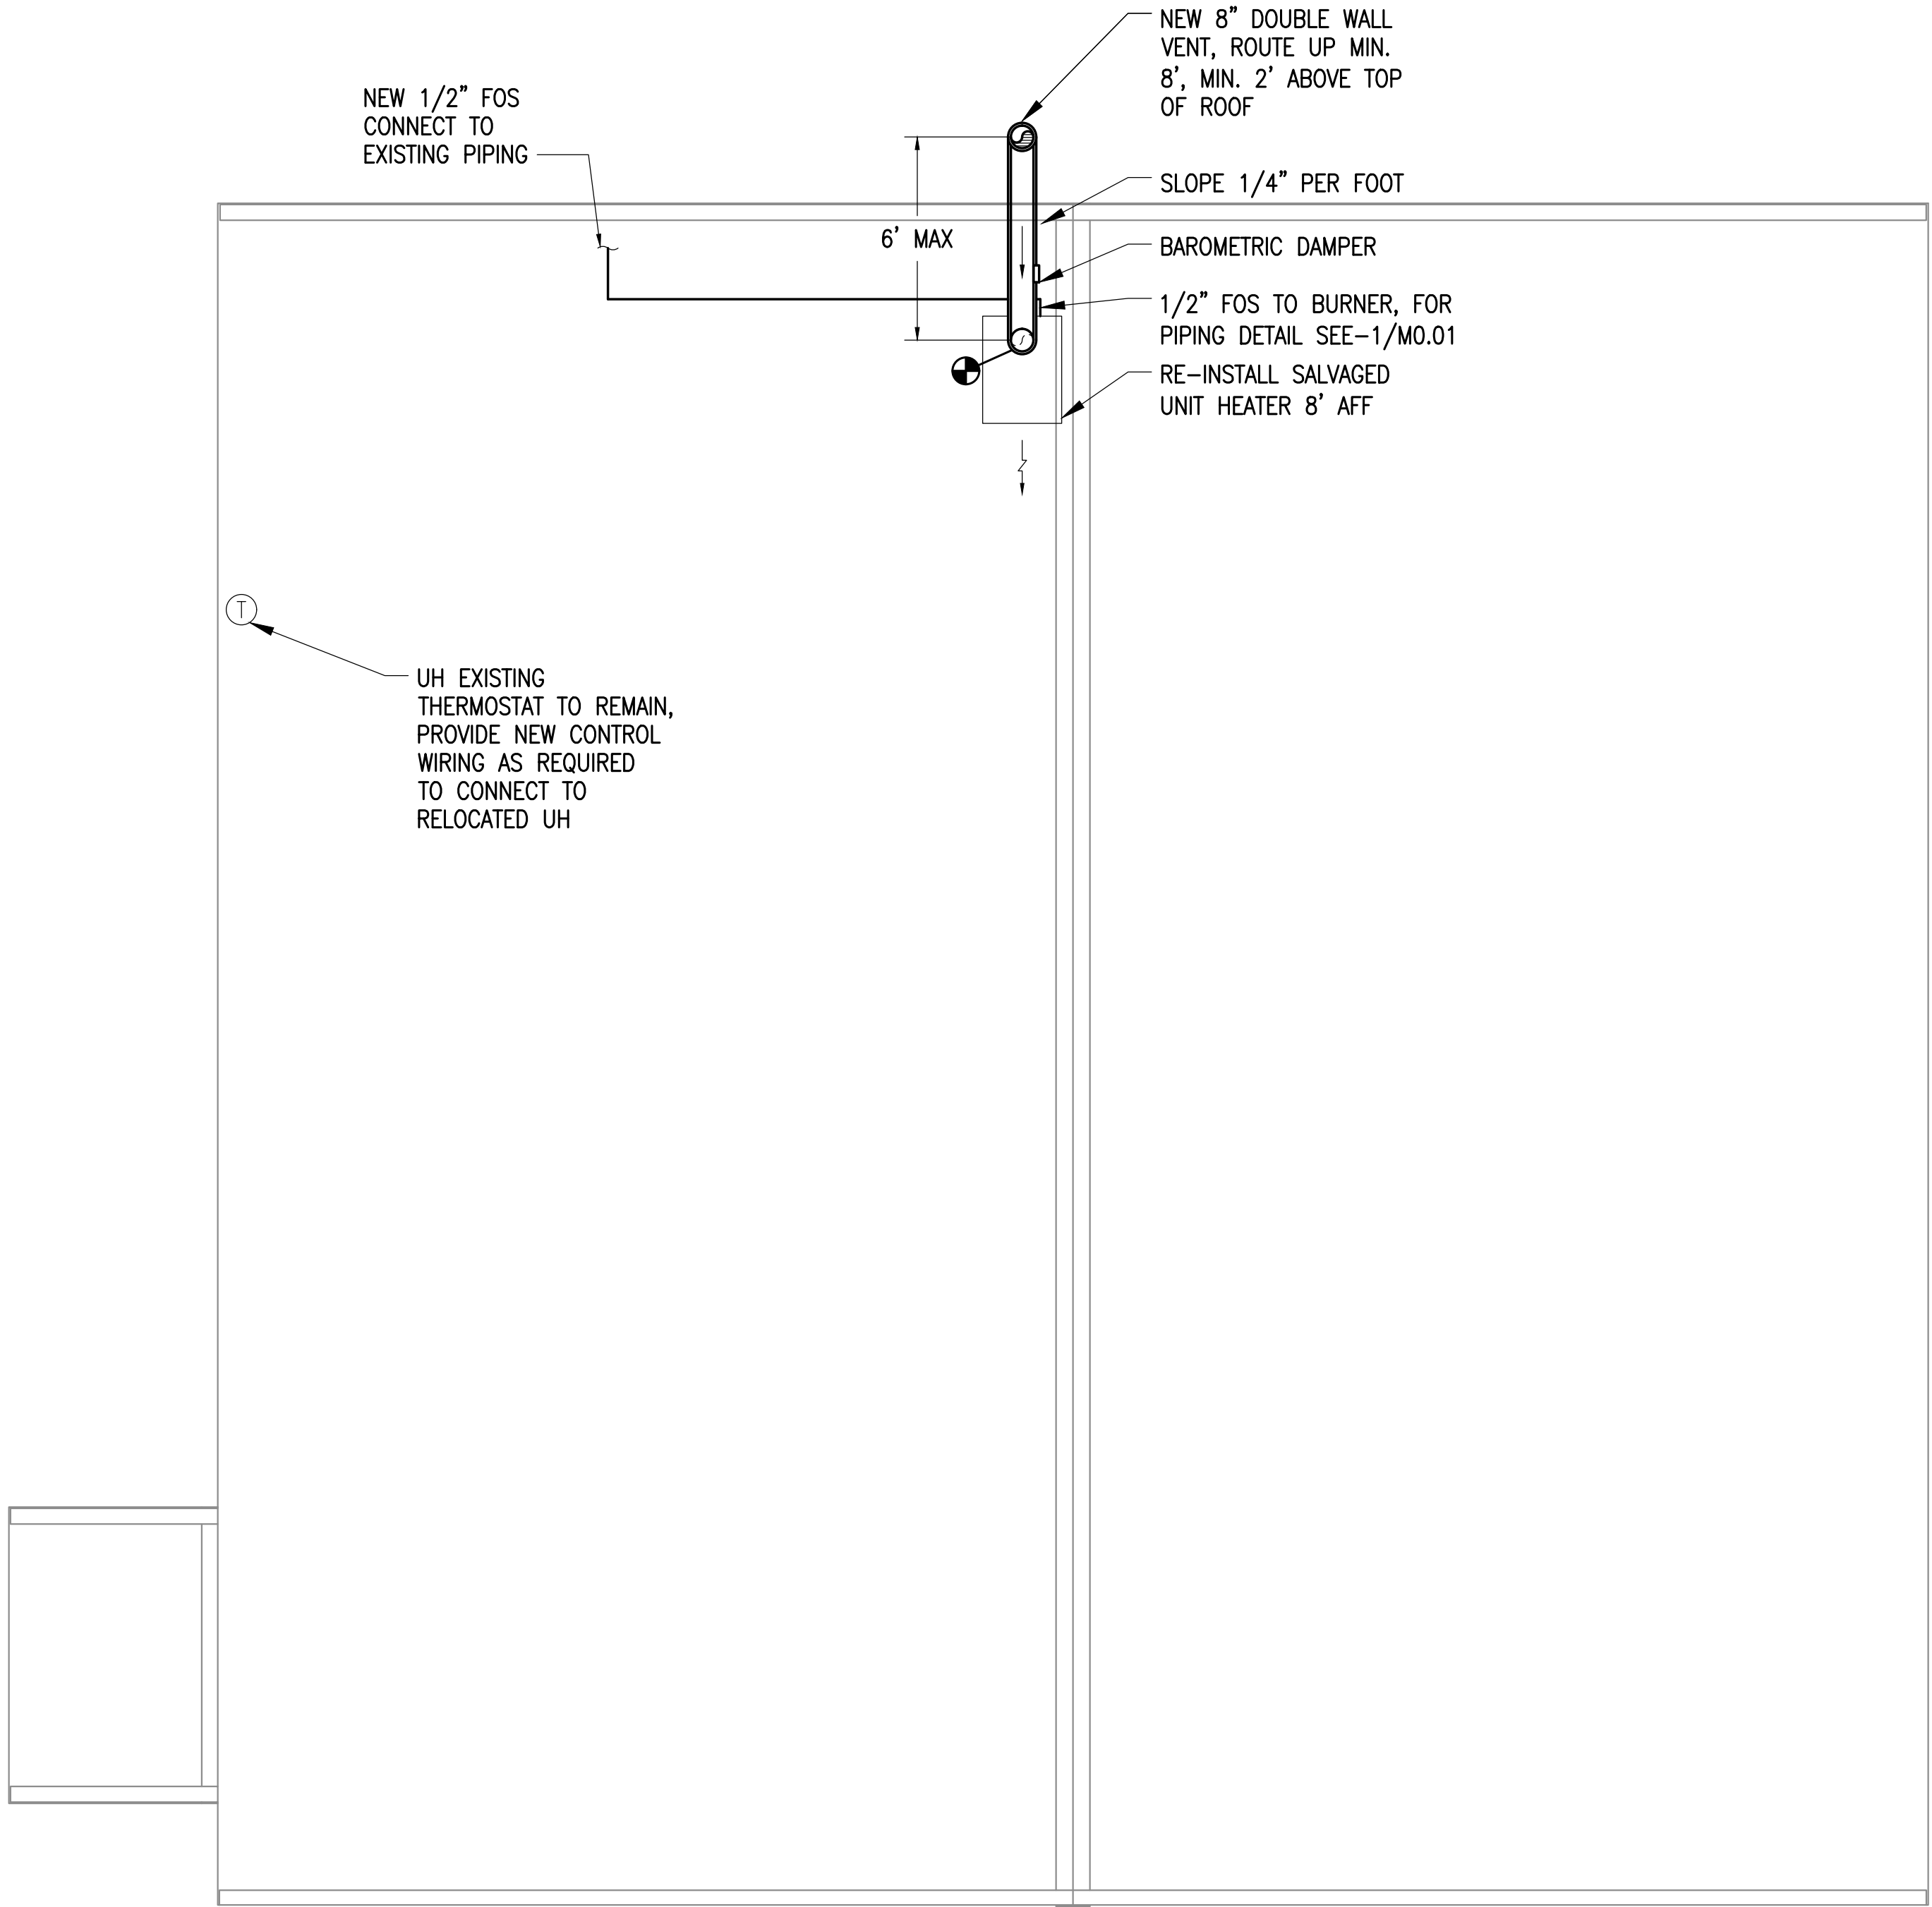 NEW 8" DOUBLE WALL
VENT, ROUTE UP MIN.
8', MIN. 2' ABOVE TOP
OF ROOF
NEW 1/2" FOS
CONNECT TO
EXISTING PIPING
SLOPE 1/4" PER FOOT
6' MAX
BAROMETRIC DAMPER
1/2" FOS TO BURNER, FOR
PIPING DETAIL SEE-1/M0.01
RE-INSTALL SALVAGED
UNIT HEATER 8' AFF
T
UH EXISTING
THERMOSTAT TO REMAIN,
PROVIDE NEW CONTROL
WIRING AS REQUIRED
TO CONNECT TO
RELOCATED UH